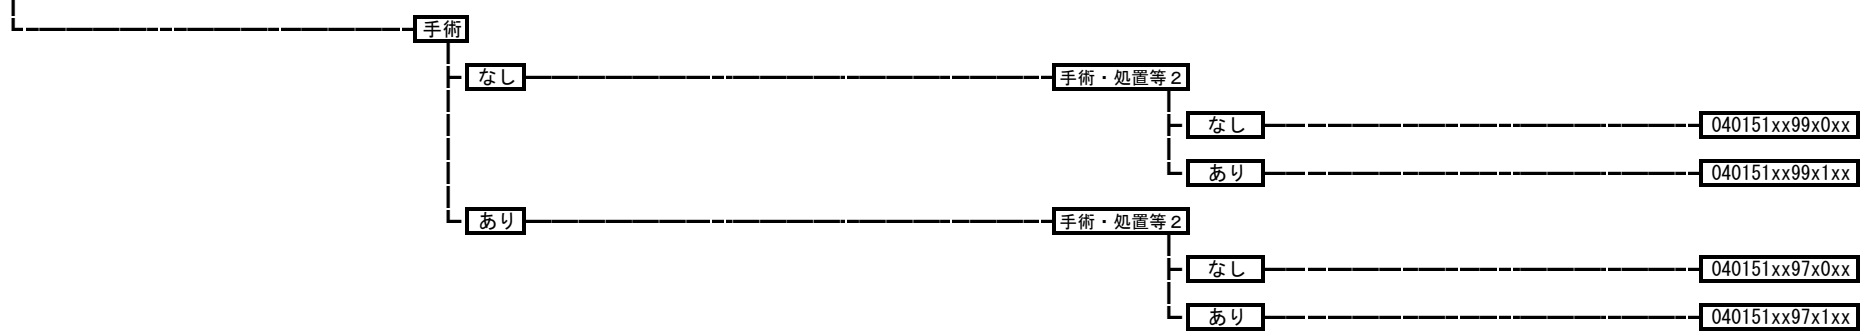 手術
なし 手術・処置等２
なし 040151xx99x0xx
あり 040151xx99x1xx
あり 手術・処置等２
なし 040151xx97x0xx
あり 040151xx97x1xx